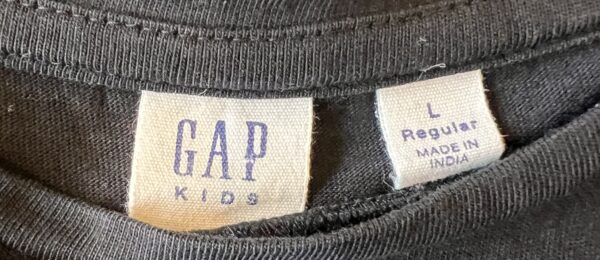 GAP
KIDS
L
Regular
MADE IN
INDIA